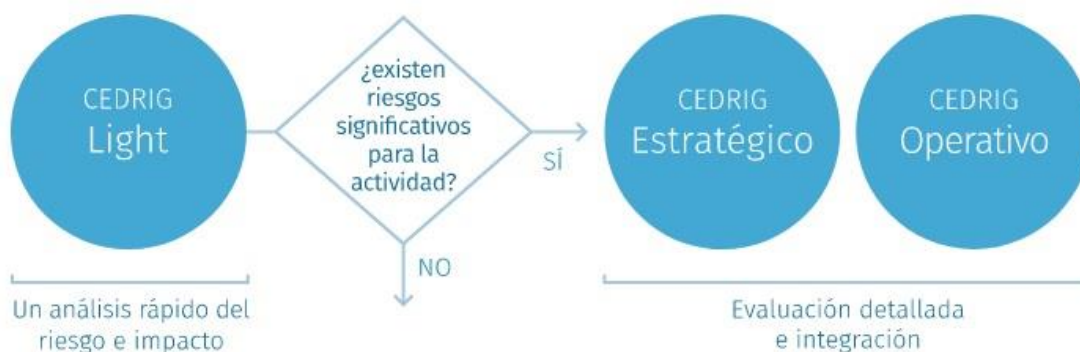 CEDRIG
Light
¿existen
riesgos
significativos
para la
actividad?
SÍ
NO
CEDRIG
Estratégico
CEDRIG
Operativo
Un análisis rápido del
riesgo e impacto
Evaluación detallada
e integración